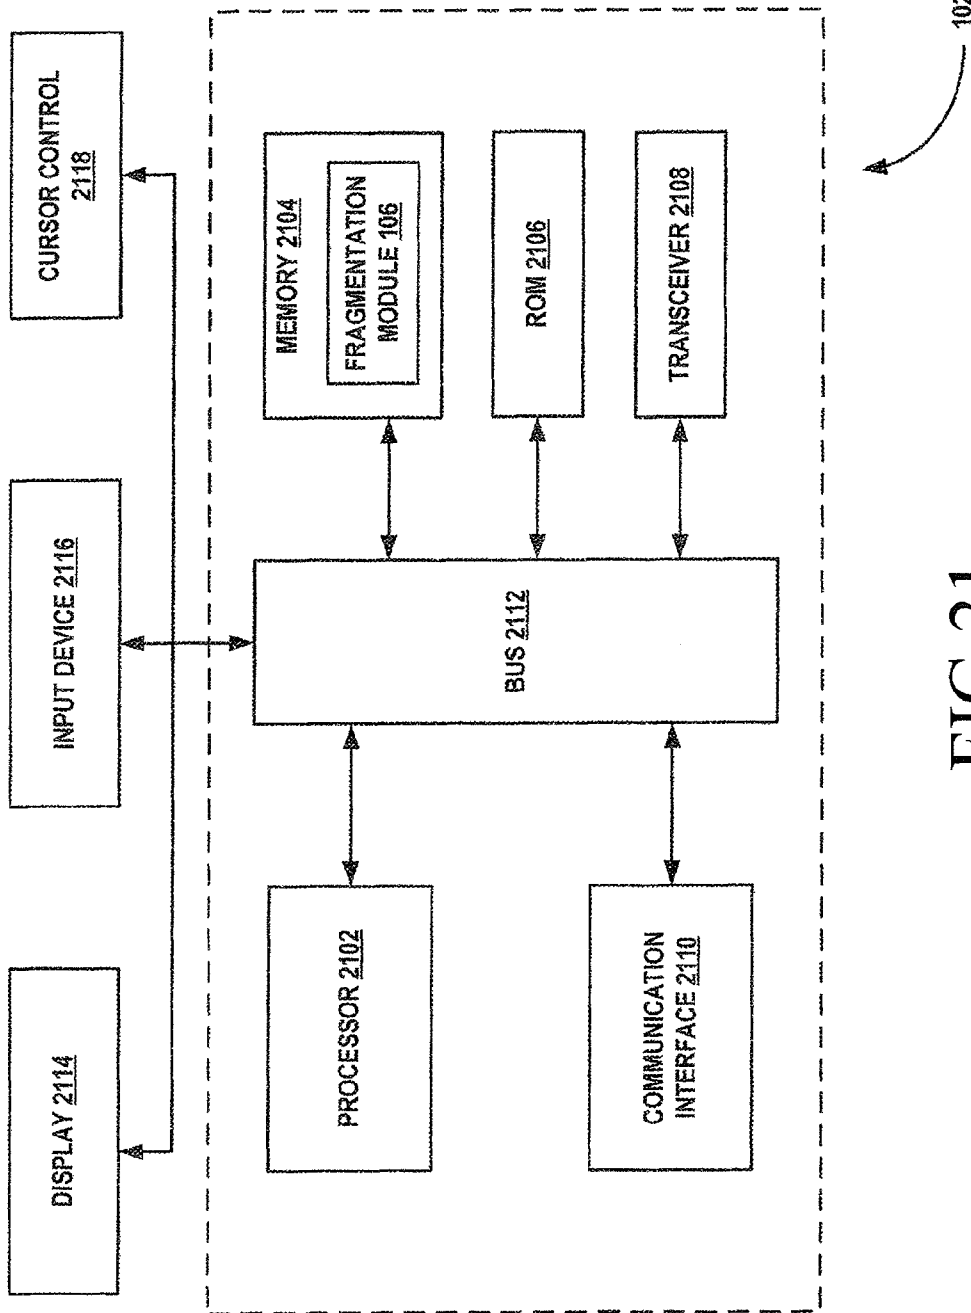 DISPLAY 2114
INPUT DEVICE 2116
CURSOR CONTROL
2118
PROCESSOR 2102
COMMUNICATION
INTERFACE 2110
BUS 2112
MEMORY 2104
FRAGMENTATION
MODULE 106
ROM 2106
TRANSCEIVER 2108
102
FIG.21